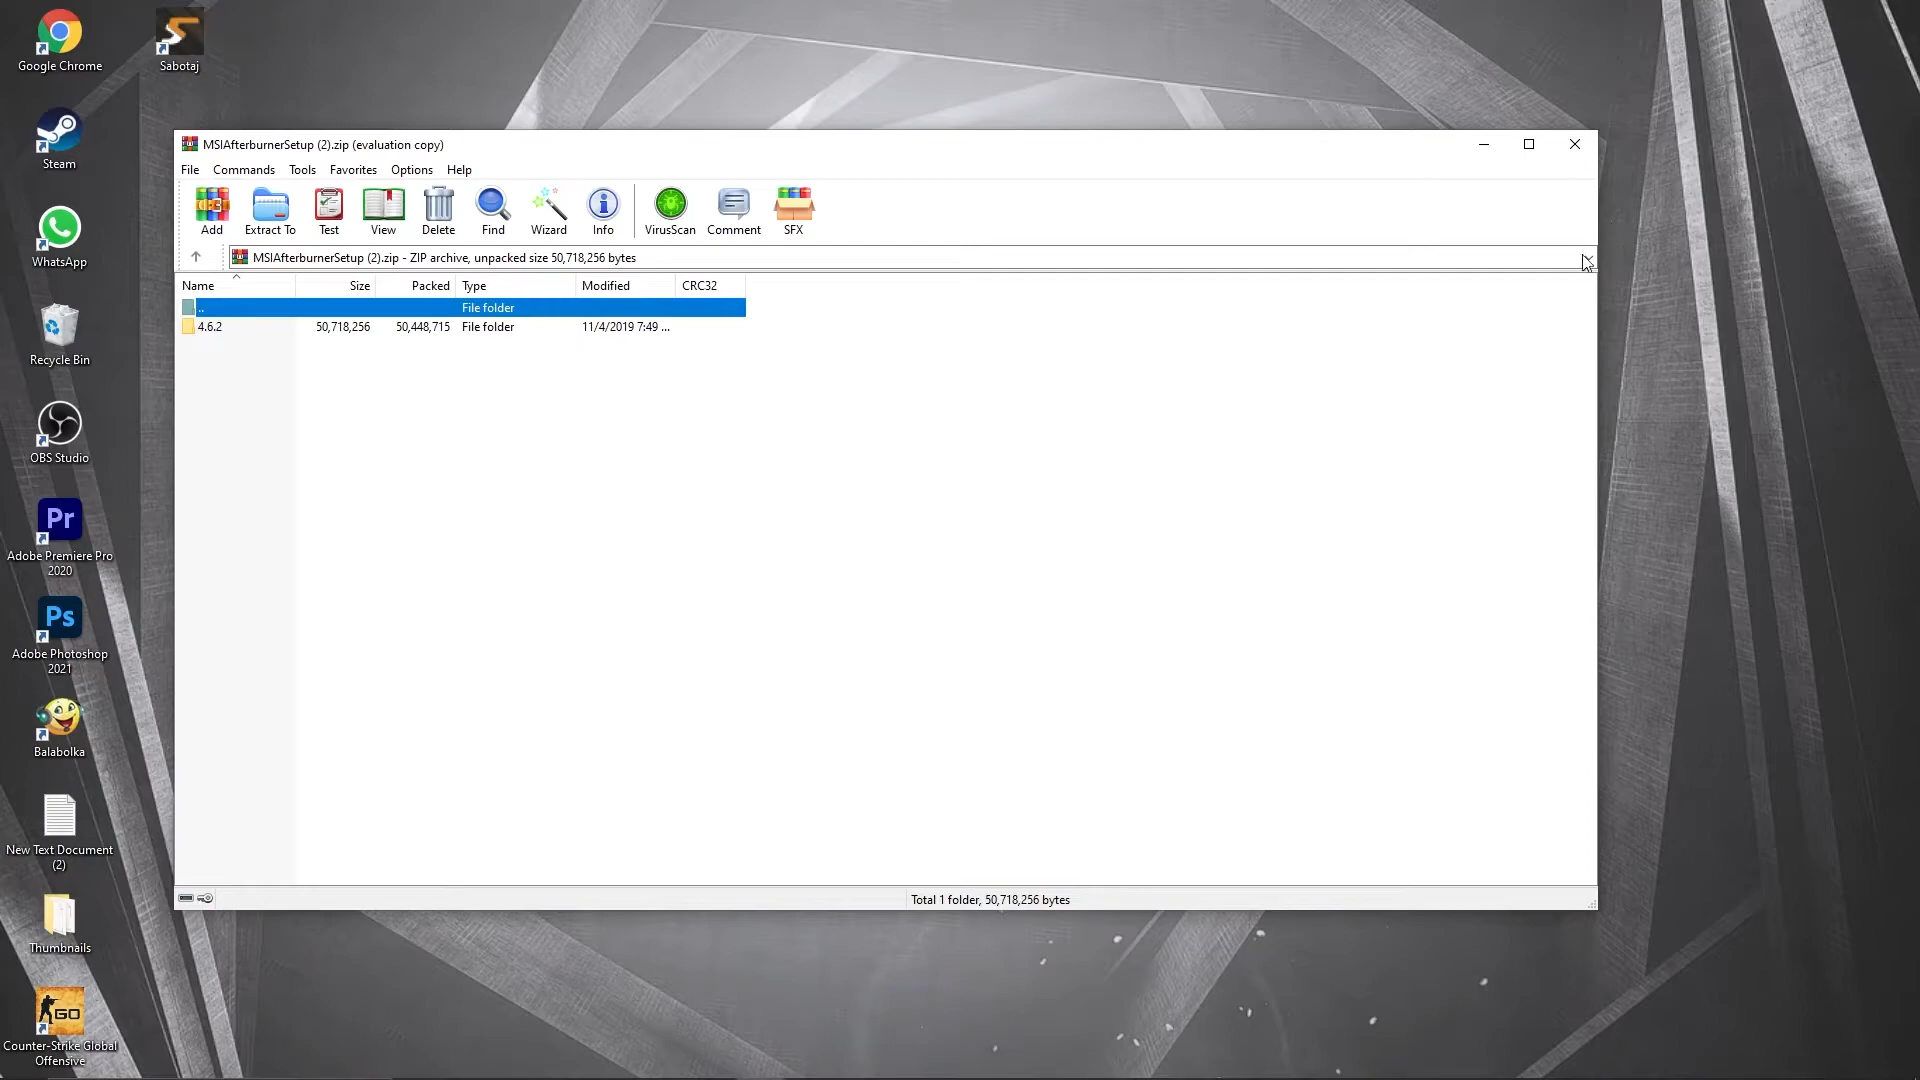 Google Chrome
Sabotaj
Steam
WhatsApp
Recycle Bin
OBS Studio
Pr
Adobe Premiere Pro
2020
Ps
Adobe Photoshop
2021
Balabolka
New Text Document
(2)
Thumbnails
GO
Counter-Strike Global
Offensive
MSIAfterburnerSetup (2).zip (evaluation copy)
File Commands Tools Favorites Options Help
Add Extract To Test View Delete Find Wizard Info VirusScan Comment SFX
MSIAfterburnerSetup (2).zip - ZIP archive, unpacked size 50,718,256 bytes
Name Size Packed Type Modified CRC32
.. File folder
4.6.2 50,718,256 50,448,715 File folder 11/4/2019 7:49 ...
Total 1 folder, 50,718,256 bytes